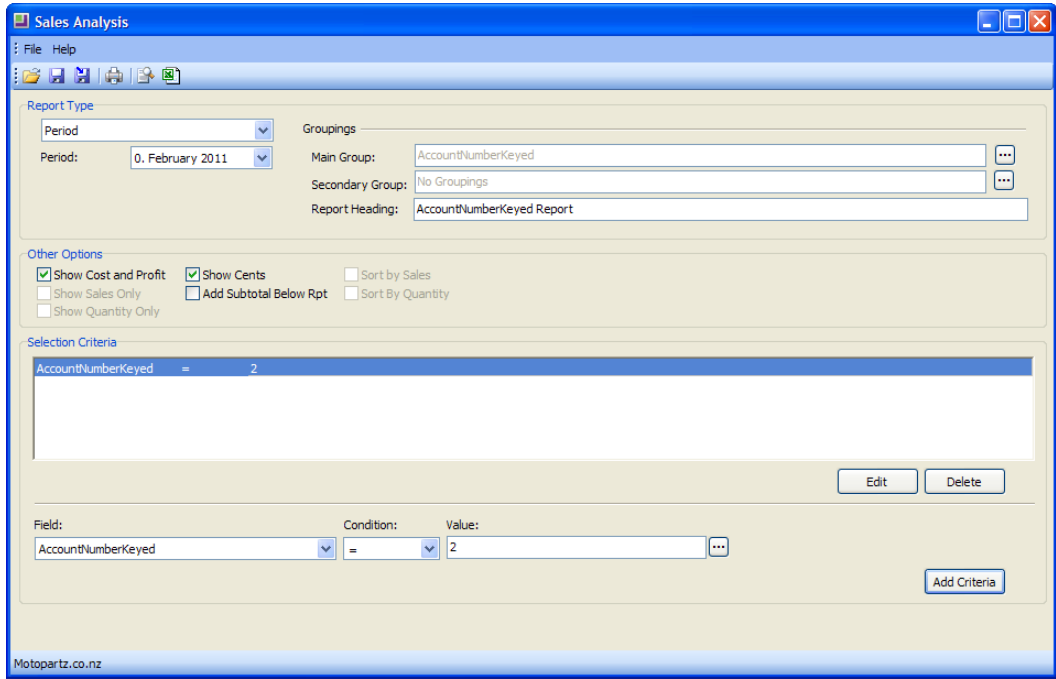 Sales Analysis
File Help
Report Type
Period
Groupings
Period: 0. February 2011
Main Group: AccountNumberKeyed ...
Secondary Group: No Groupings ...
Report Heading: AccountNumberKeyed Report
Other Options
Show Cost and Profit Show Cents Sort by Sales
Show Sales Only Add Subtotal Below Rpt Sort By Quantity
Show Quantity Only
Selection Criteria
AccountNumberKeyed = 2
Edit Delete
Field: Condition: Value:
AccountNumberKeyed = 2 ...
Add Criteria
Motopartz.co.nz